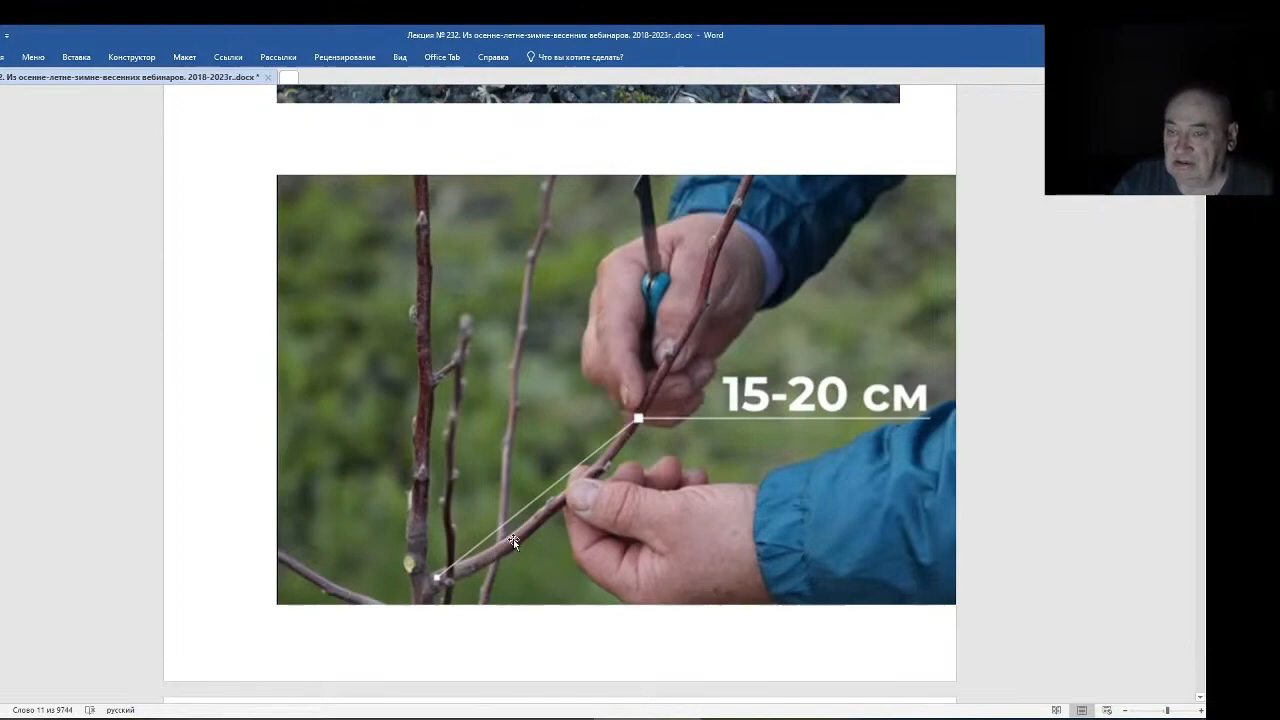 Лекция № 232. Из осенне-летне-зимне-весенних вебинаров. 2018-2023г..docx - Word
я Меню Вставка Конструктор Макет Ссылки Рассылки Рецензирование Вид Office Tab Справка Что вы хотите сделать?
2. Из осенне-летне-зимне-весенних вебинаров. 2018-2023г..docx *
15-20 см
Слово 11 из 9744 русский